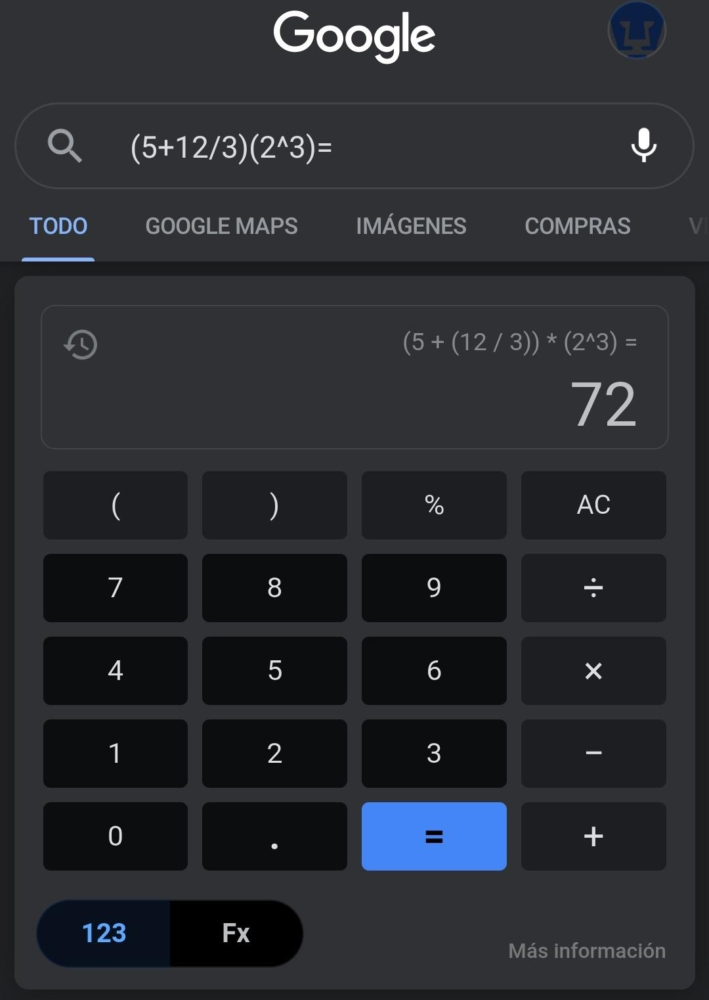 Google
(5+12/3)(2^3)=
TODO GOOGLE MAPS IMÁGENES COMPRAS
(5 + (12 / 3)) * (2^3) =
72
( ) % AC
7 8 9 ÷
4 5 6 ×
1 2 3 −
0 . = +
123 Fx
Más información